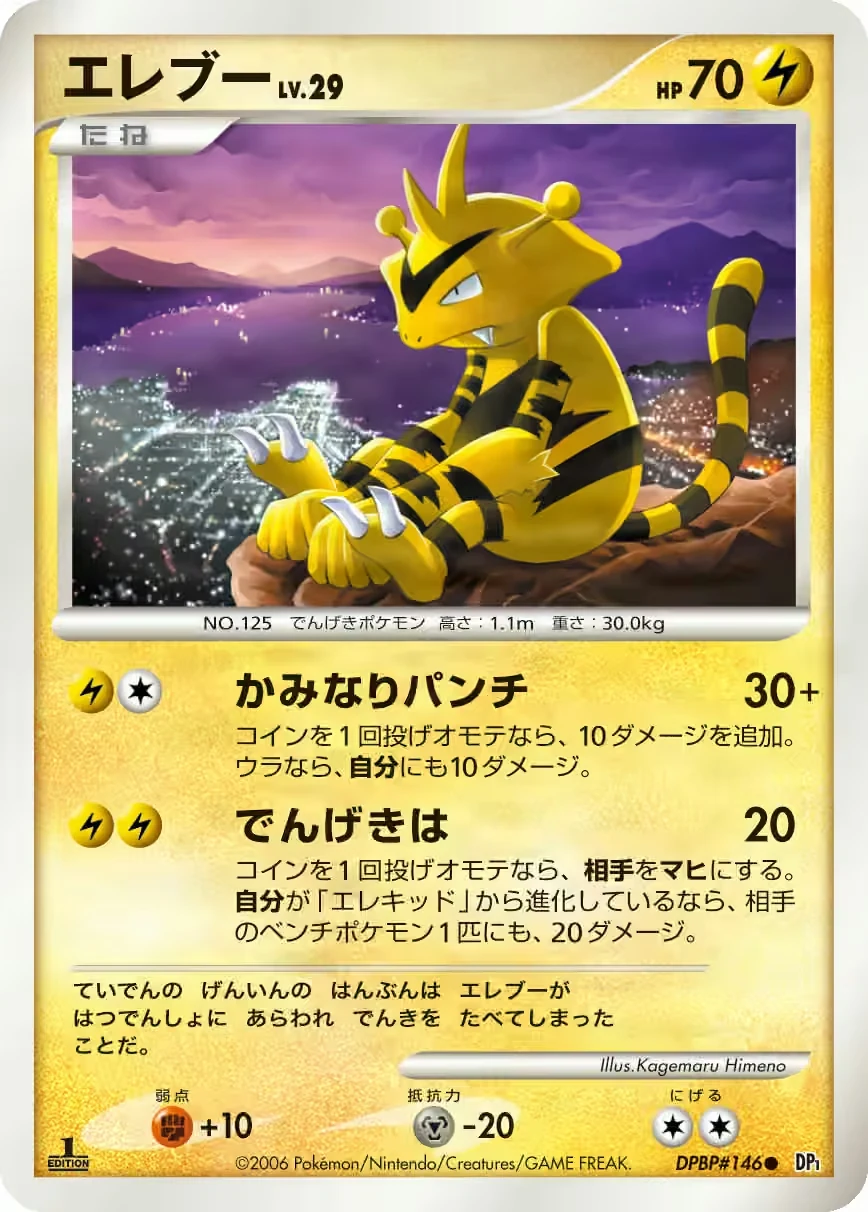 エレブー LV.29 HP 70
たね
NO.125 でんげきポケモン 高さ：1.1m 重さ：30.0kg
かみなりパンチ 30+
コインを1回投げオモテなら、10ダメージを追加。
ウラなら、自分にも10ダメージ。
でんげきは 20
コインを1回投げオモテなら、相手をマヒにする。
自分が「エレキッド」から進化しているなら、相手
のベンチポケモン1匹にも、20ダメージ。
ていでんの げんいんの はんぶんは エレブーが
はつでんしょに あらわれ でんきを たべてしまった
ことだ。
Illus.Kagemaru Himeno
弱点 抵抗力 にげる
+10 -20
1 EDITION ©2006 Pokémon/Nintendo/Creatures/GAME FREAK. DPBP#146● DP1